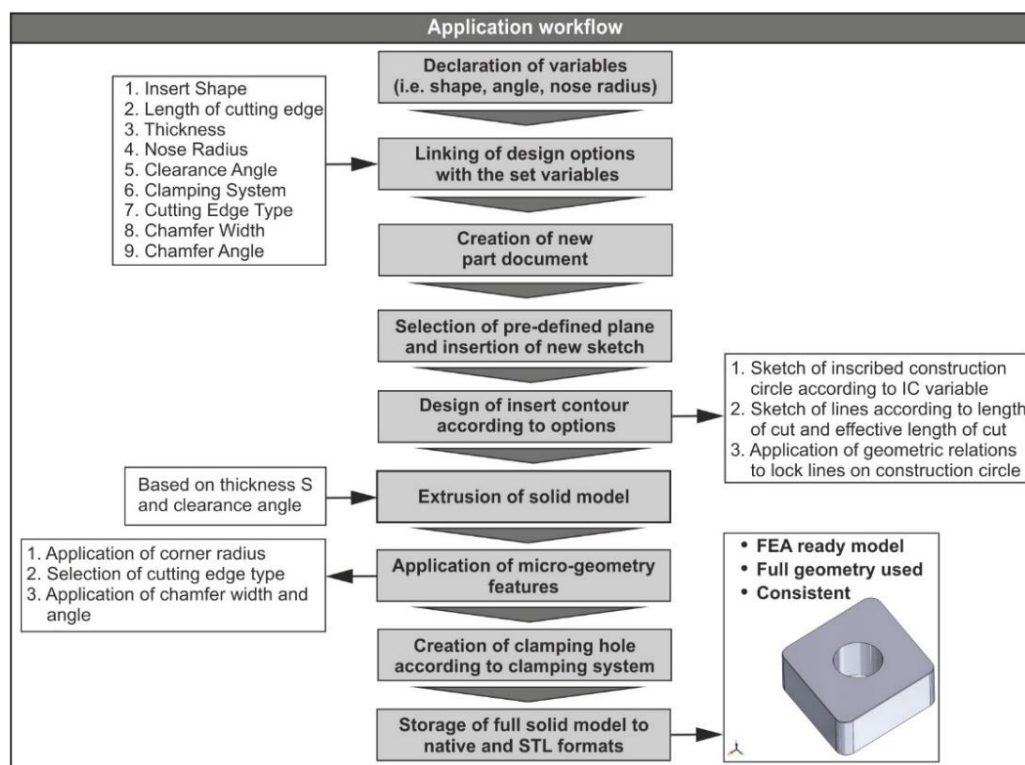 Application workflow
Declaration of variables
(i.e. shape, angle, nose radius)
1. Insert Shape
2. Length of cutting edge
3. Thickness
4. Nose Radius
5. Clearance Angle
6. Clamping System
7. Cutting Edge Type
8. Chamfer Width
9. Chamfer Angle
Linking of design options
with the set variables
Creation of new
part document
Selection of pre-defined plane
and insertion of new sketch
Design of insert contour
according to options
1. Sketch of inscribed construction
circle according to IC variable
2. Sketch of lines according to length
of cut and effective length of cut
3. Application of geometric relations
to lock lines on construction circle
Based on thickness S
and clearance angle
Extrusion of solid model
Application of micro-geometry
features
1. Application of corner radius
2. Selection of cutting edge type
3. Application of chamfer width and
angle
Creation of clamping hole
according to clamping system
Storage of full solid model to
native and STL formats
• FEA ready model
• Full geometry used
• Consistent